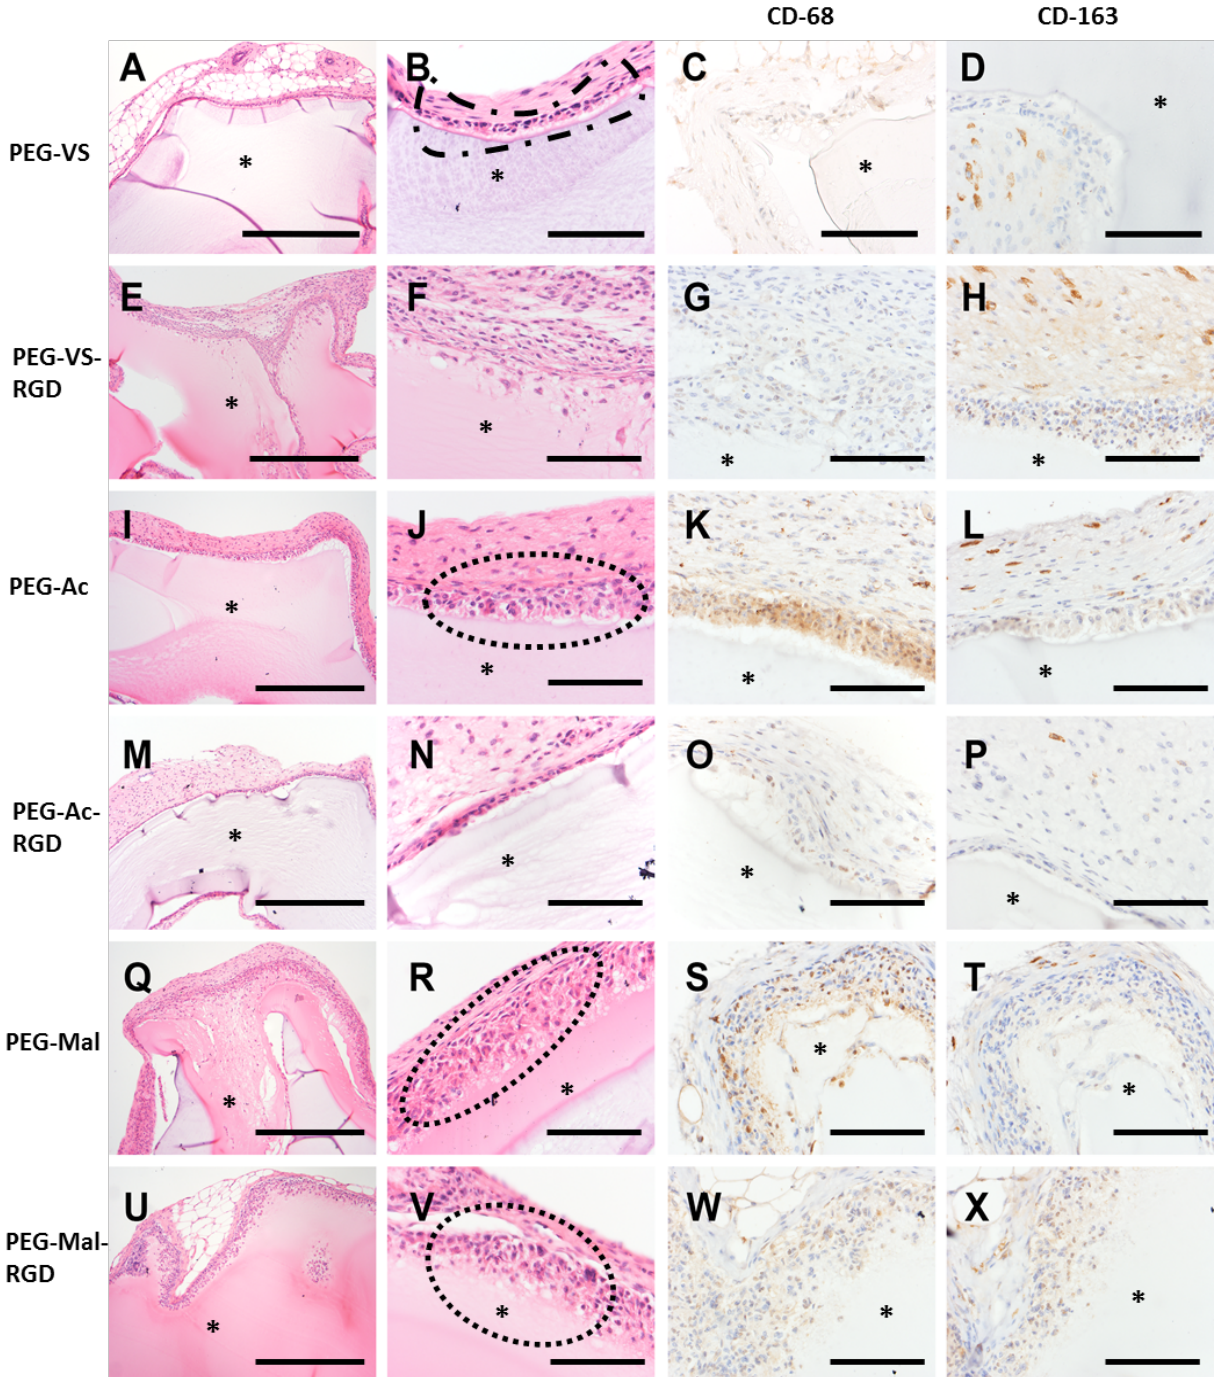 CD-68 CD-163
A B C D
PEG-VS
* * * *
E F G H
PEG-VS-
RGD
* * * *
I J K L
PEG-Ac
* * * *
M N O P
PEG-Ac-
RGD
* * * *
Q R S T
PEG-Mal
* * * *
U V W X
PEG-Mal-
RGD
* * * *